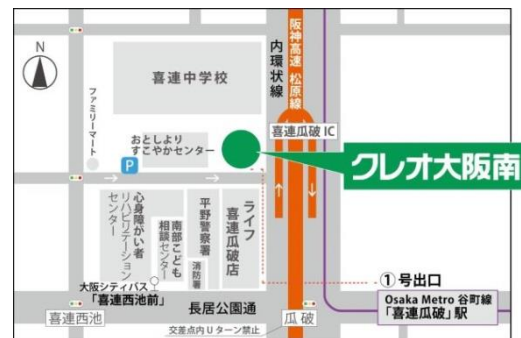 N
喜連中学校
ファミリーマート
おとしより
すこやかセンター
P
内環状線
阪神高速 松原線
喜連瓜破 IC
クレオ大阪南
心身障がい者
リハビリテーション
センター
南部こども
相談センター
平野警察署
消防署
ライフ
喜連瓜破店
大阪シティバス
「喜連西池前」
①号出口
Osaka Metro 谷町線
「喜連瓜破」駅
長居公園通
喜連西池
瓜破
交差点内Uターン禁止